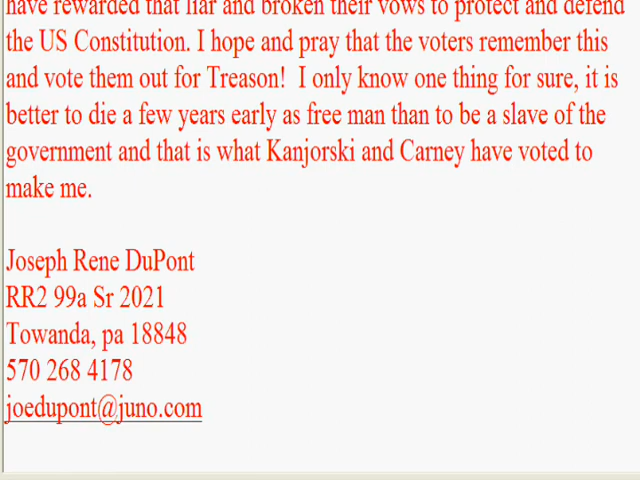 have rewarded that liar and broken their vows to protect and defend
the US Constitution. I hope and pray that the voters remember this
and vote them out for Treason!  I only know one thing for sure, it is
better to die a few years early as free man than to be a slave of the
government and that is what Kanjorski and Carney have voted to
make me.
Joseph Rene DuPont
RR2 99a Sr 2021
Towanda, pa 18848
570 268 4178
joedupont@juno.com